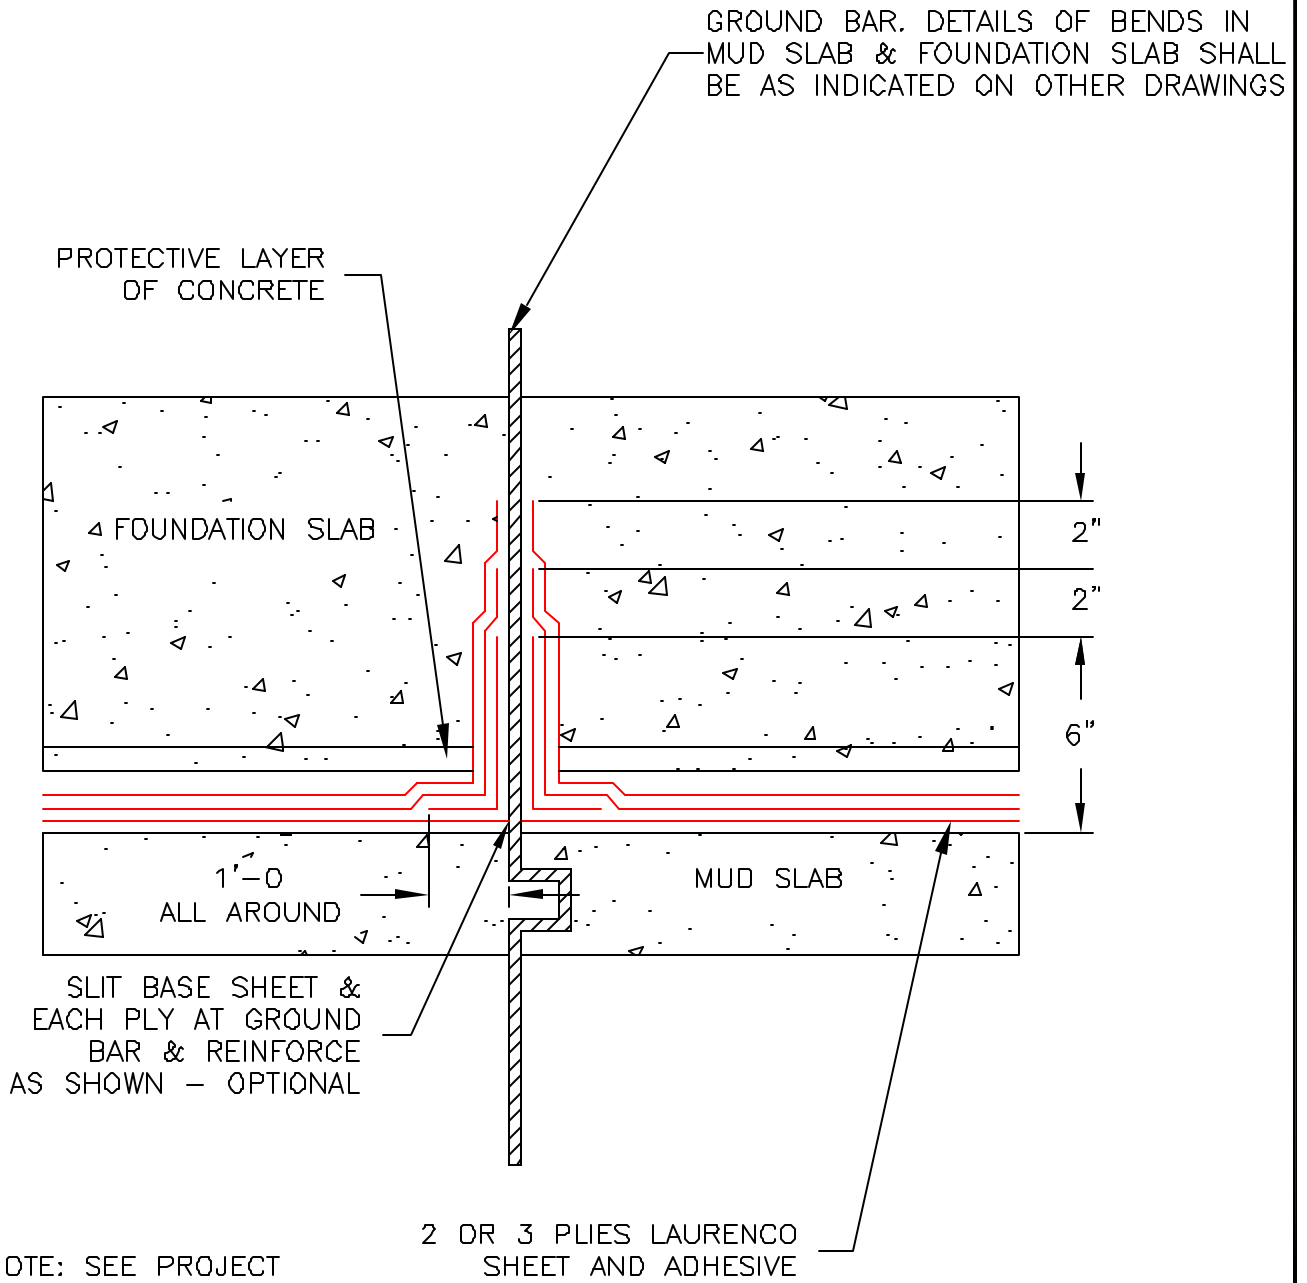 GROUND BAR. DETAILS OF BENDS IN
MUD SLAB & FOUNDATION SLAB SHALL
BE AS INDICATED ON OTHER DRAWINGS
PROTECTIVE LAYER
OF CONCRETE
FOUNDATION SLAB
2"
2"
6"
1'-0
ALL AROUND
MUD SLAB
SLIT BASE SHEET &
EACH PLY AT GROUND
BAR & REINFORCE
AS SHOWN – OPTIONAL
2 OR 3 PLIES LAURENCO
SHEET AND ADHESIVE
OTE: SEE PROJECT